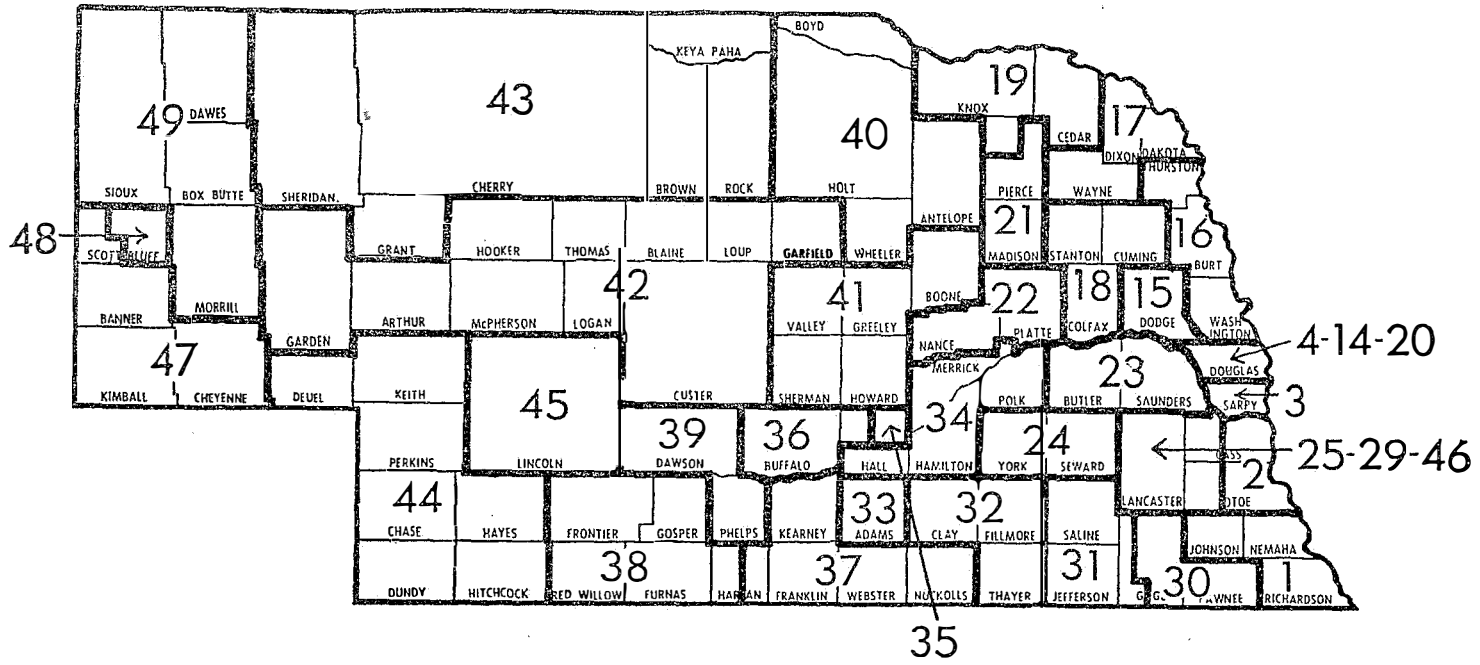 BOYD
KEYA PAHA
19
43
KNOX
49 DAWES
40
17
CEDAR
DIXON DAKOTA
THURSTON
SIOUX BOX BUTTE SHERIDAN. CHERRY BROWN ROCK HOLT PIERCE WAYNE
ANTELOPE
21
16
48
GRANT HOOKER THOMAS BLAINE LOUP GARFIELD WHEELER MADISON STANTON CUMING
SCOTT BLUFF
BURT
42 41 22 18 15
MORRILL BOONE
BANNER ARTHUR McPHERSON LOGAN VALLEY GREELEY PLATTE COLFAX DODGE WASH
INGTON
47 GARDEN NANCE 4-14-20
MERRICK DOUGLAS
23
KIMBALL CHEYENNE DEUEL KEITH CUSTER SHERMAN HOWARD POLK BUTLER SAUNDERS SARPY 3
45 34
39 36 24
PERKINS LINCOLN DAWSON BUFFALO HALL HAMILTON YORK SEWARD 25-29-46
2
44 LANCASTER OTOE
33 32
CHASE HAYES FRONTIER GOSPER PHELPS KEARNEY ADAMS CLAY FILLMORE SALINE
JOHNSON NEMAHA
38 37 31 30 1
DUNDY HITCHCOCK RED WILLOW FURNAS HARLAN FRANKLIN WEBSTER NUCKOLLS THAYER JEFFERSON RICHARDSON
35